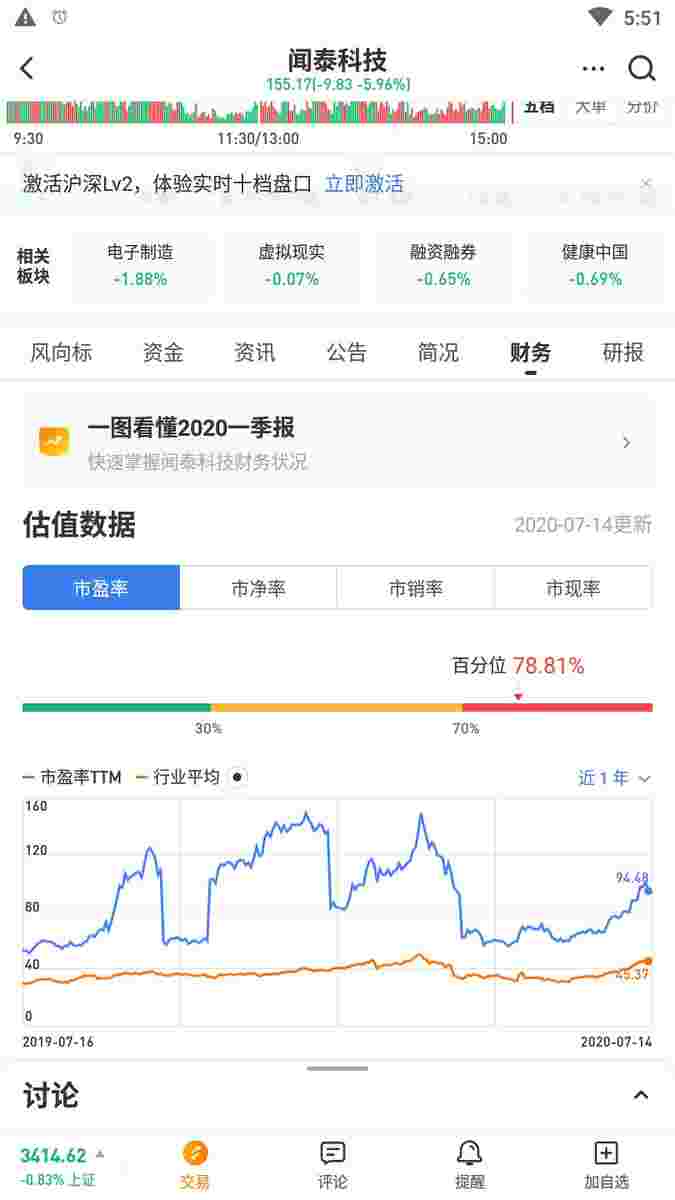 5:51
闻泰科技
155.17(-9.83 -5.96%)
五档 大单 分价
9:30 11:30/13:00 15:00
激活沪深Lv2，体验实时十档盘口 立即激活
相关板块
电子制造 虚拟现实 融资融券 健康中国
-1.88% -0.07% -0.65% -0.69%
风向标 资金 资讯 公告 简况 财务 研报
一图看懂2020一季报
快速掌握闻泰科技财务状况
估值数据 2020-07-14更新
市盈率 市净率 市销率 市现率
百分位 78.81%
30% 70%
市盈率TTM 行业平均 近1年
160
120
94.48
80
40
45.37
0
2019-07-16 2020-07-14
讨论
3414.62
-0.83% 上证
交易 评论 提醒 加自选